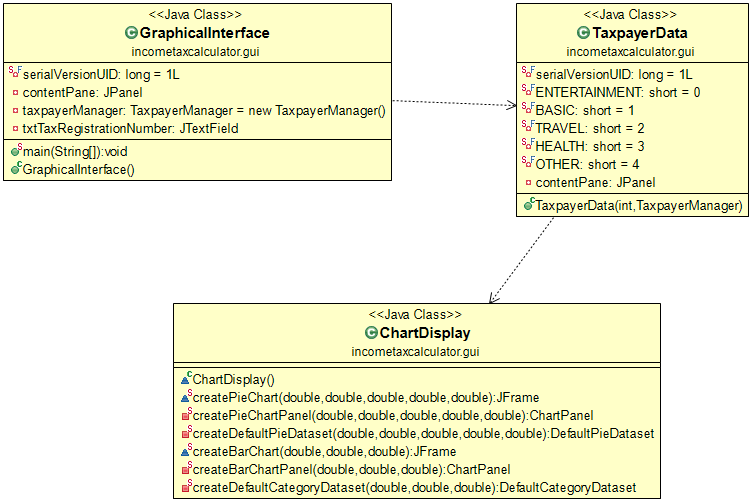 <<Java Class>>
GraphicalInterface
incometaxcalculator.gui
serialVersionUID: long = 1L
contentPane: JPanel
taxpayerManager: TaxpayerManager = new TaxpayerManager()
txtTaxRegistrationNumber: JTextField
main(String[]):void
GraphicalInterface()
<<Java Class>>
TaxpayerData
incometaxcalculator.gui
serialVersionUID: long = 1L
ENTERTAINMENT: short = 0
BASIC: short = 1
TRAVEL: short = 2
HEALTH: short = 3
OTHER: short = 4
contentPane: JPanel
TaxpayerData(int,TaxpayerManager)
<<Java Class>>
ChartDisplay
incometaxcalculator.gui
ChartDisplay()
createPieChart(double,double,double,double,double):JFrame
createPieChartPanel(double,double,double,double,double):ChartPanel
createDefaultPieDataset(double,double,double,double,double):DefaultPieDataset
createBarChart(double,double,double):JFrame
createBarChartPanel(double,double,double):ChartPanel
createDefaultCategoryDataset(double,double,double):DefaultCategoryDataset